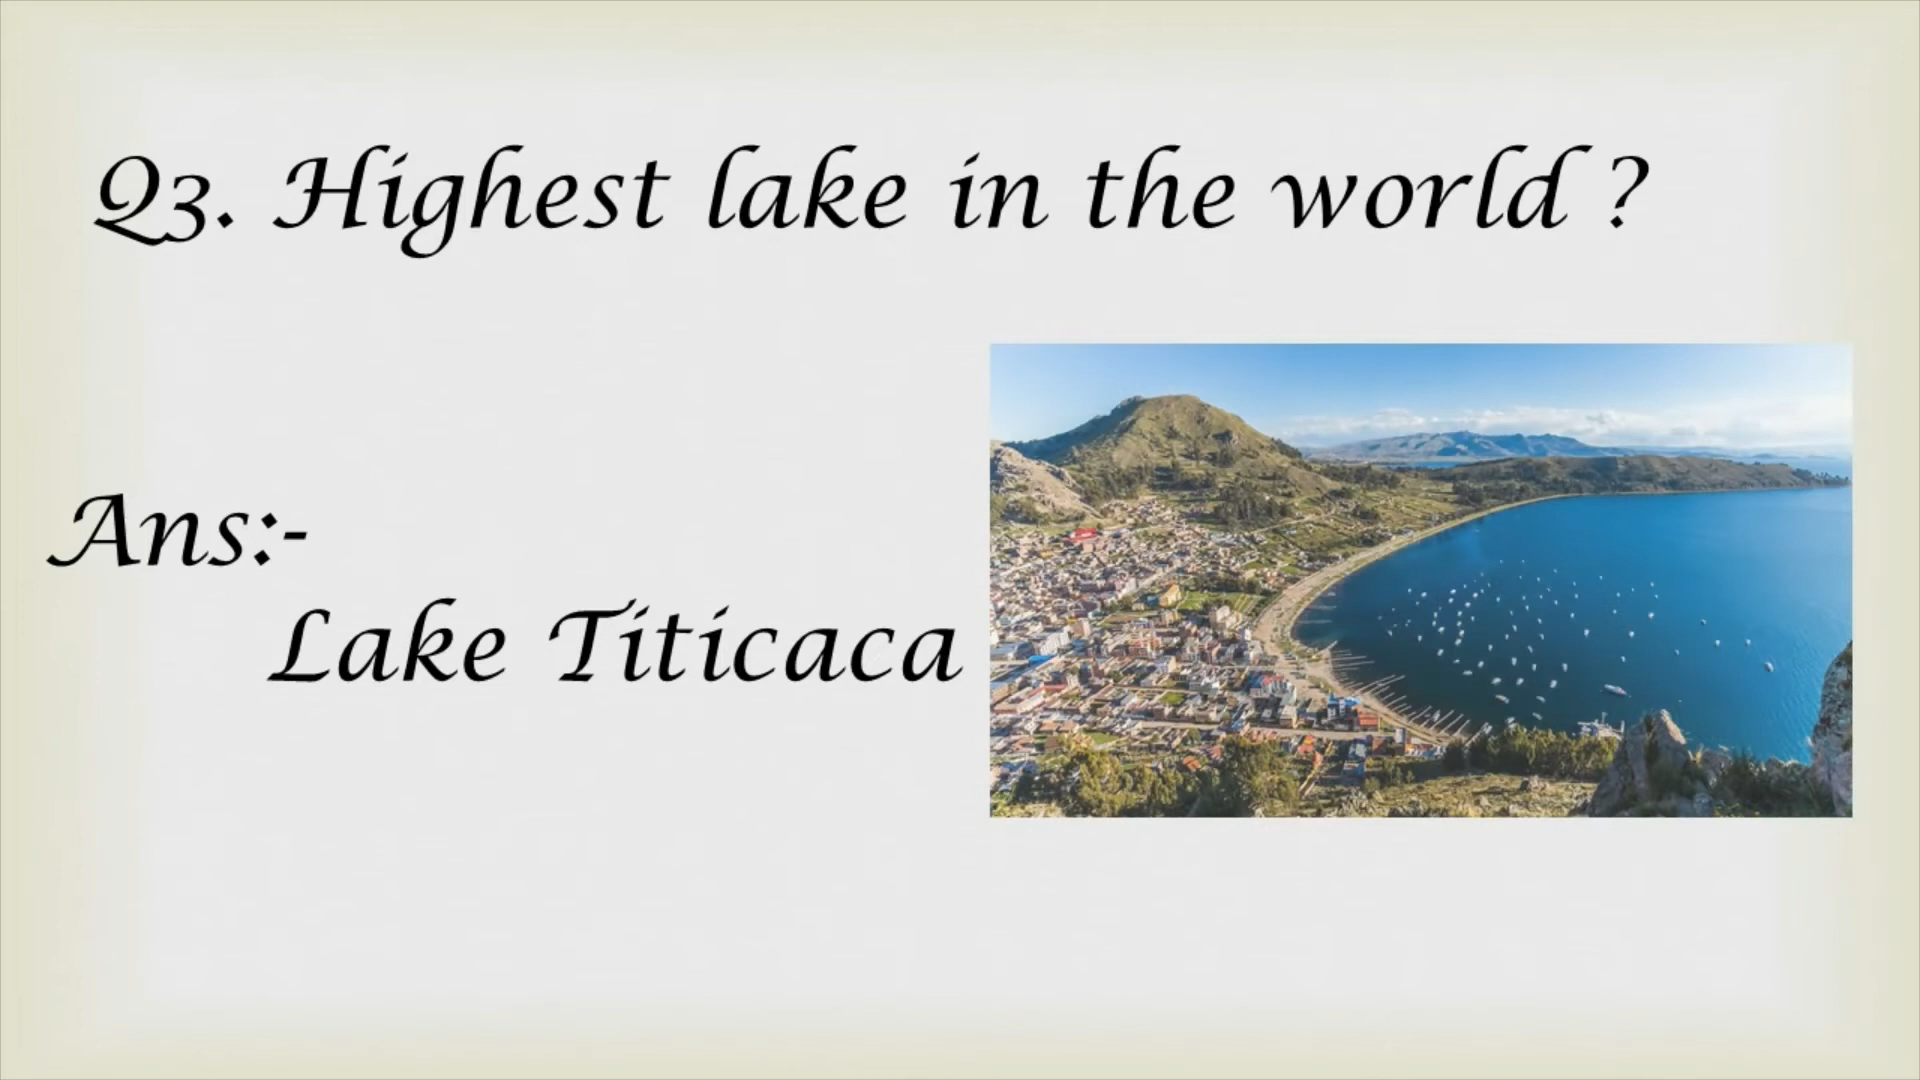 Q3. Highest lake in the world ?
Ans:-
Lake Titicaca